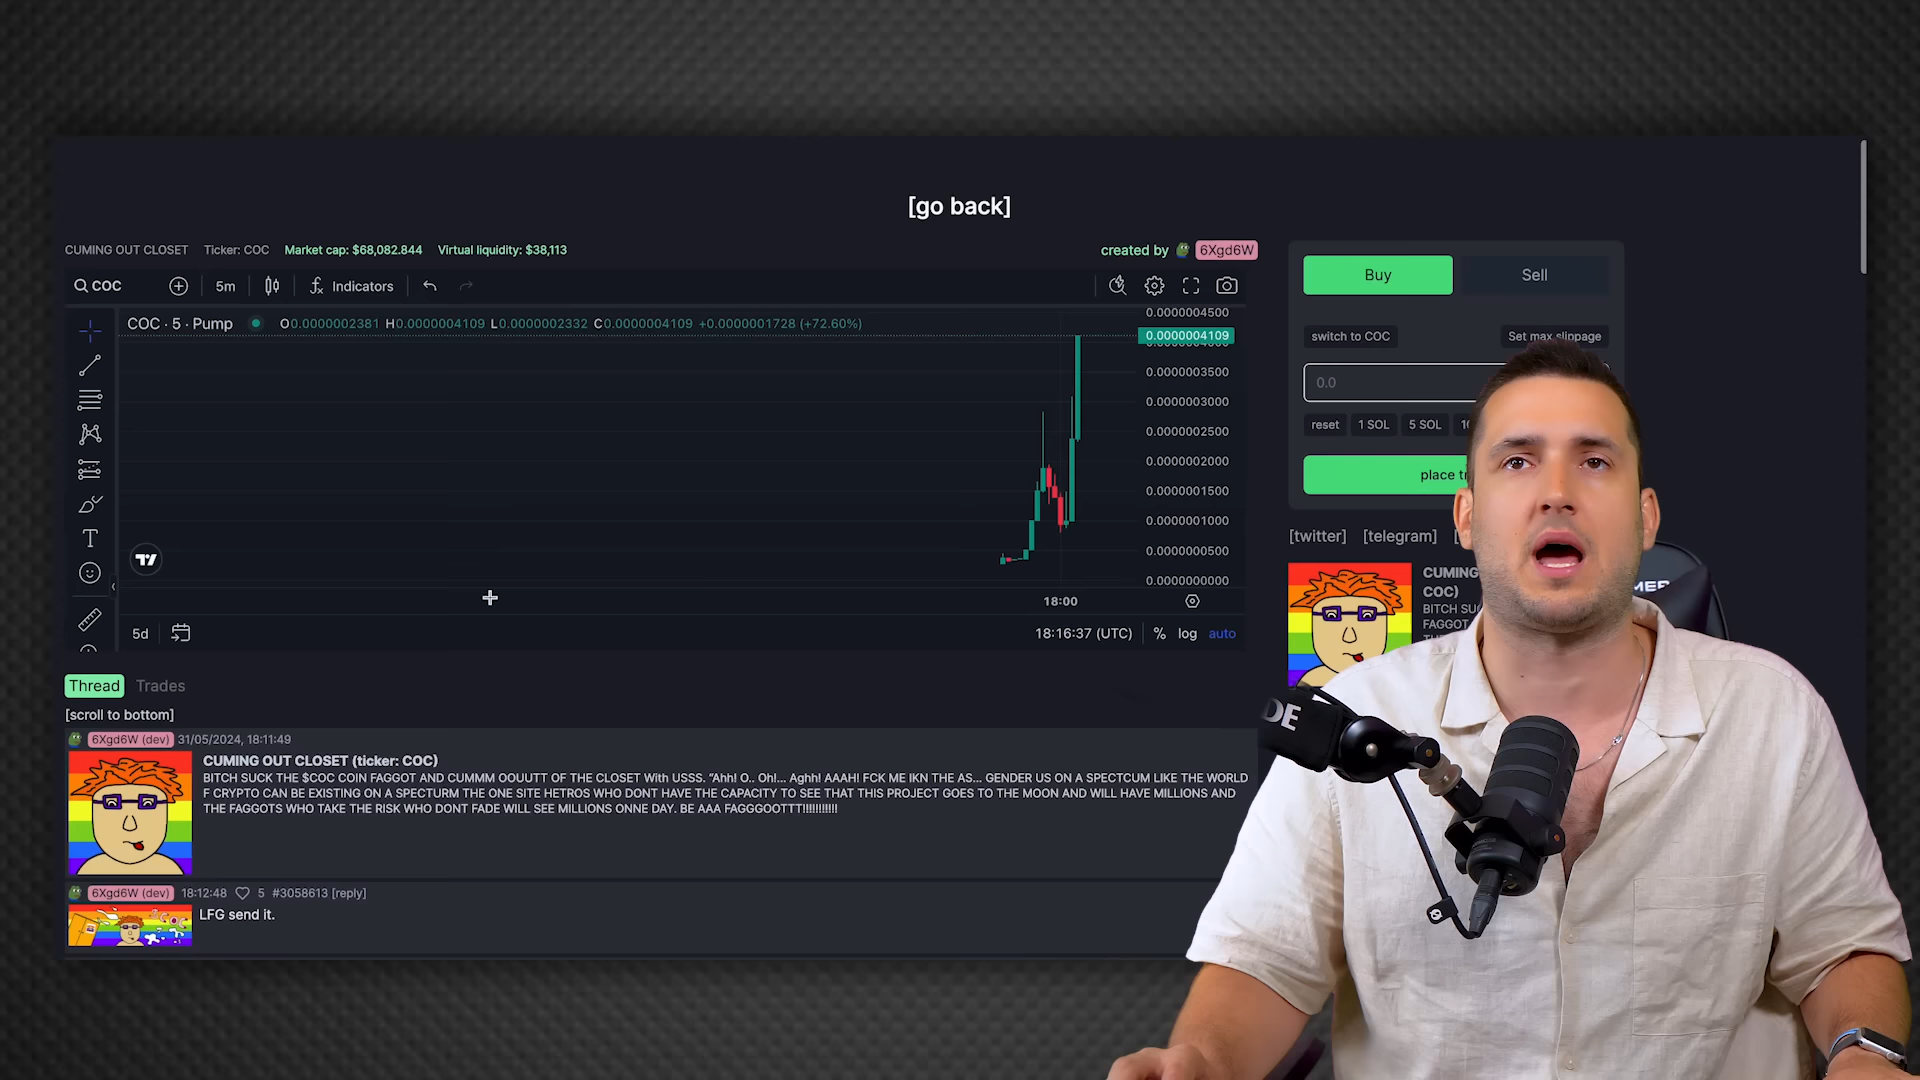 [go back]
CUMING OUT CLOSET Ticker: COC Market cap: $68,082.844 Virtual liquidity: $38,113 created by 6Xgd6W
COC 5m Indicators
COC · 5 · Pump O0.0000002381 H0.0000004109 L0.0000002332 C0.0000004109 +0.0000001728 (+72.60%)
0.0000004500
0.0000004109
0.0000003500
0.0000003000
0.0000002500
0.0000002000
0.0000001500
0.0000001000
0.0000000500
0.0000000000
18:00
5d 18:16:37 (UTC) % log auto
Buy Sell
switch to COC Set max slippage
0.0
reset 1 SOL 5 SOL
place
[twitter] [telegram] [
CUMING
COC)
BITCH
FAGGOT
Thread Trades
[scroll to bottom]
6Xgd6W (dev) 31/05/2024, 18:11:49
CUMING OUT CLOSET (ticker: COC)
BITCH SUCK THE $COC COIN FAGGOT AND CUMMM OOUUTT OF THE CLOSET With USSS. “Ahh! O.. Oh!... Aghh! AAAH! FCK ME IKN THE AS... GENDER US ON A SPECTCUM LIKE THE WORLD
F CRYPTO CAN BE EXISTING ON A SPECTURM THE ONE SITE HETROS WHO DONT HAVE THE CAPACITY TO SEE THAT THIS PROJECT GOES TO THE MOON AND WILL HAVE MILLIONS AND
THE FAGGOTS WHO TAKE THE RISK WHO DONT FADE WILL SEE MILLIONS ONNE DAY. BE AAA FAGGGOOTTT!!!!!!!!!!!
6Xgd6W (dev) 18:12:48 5 #3058613 [reply]
LFG send it.